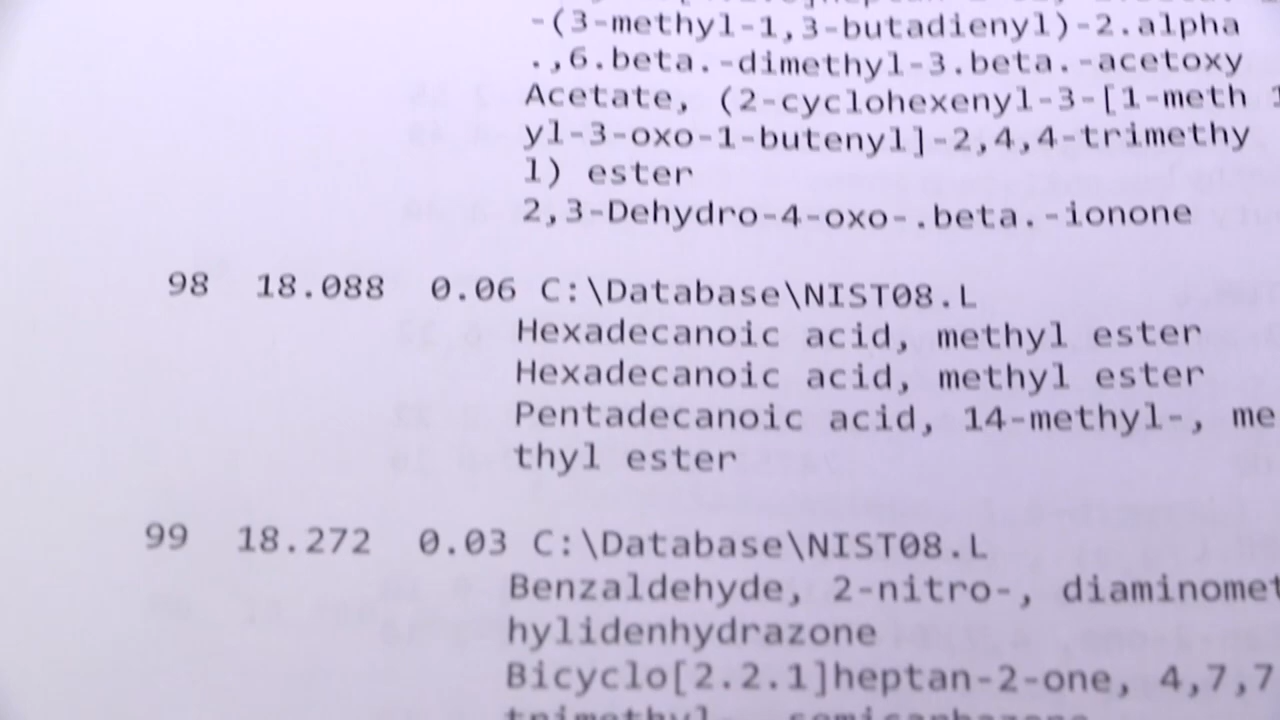 -(3-methyl-1,3-butadienyl)-2.alpha
.,6.beta.-dimethyl-3.beta.-acetoxy
Acetate, (2-cyclohexenyl-3-[1-meth 1
yl-3-oxo-1-butenyl]-2,4,4-trimethy
l) ester
2,3-Dehydro-4-oxo-.beta.-ionone
98 18.088 0.06 C:\Database\NIST08.L
Hexadecanoic acid, methyl ester
Hexadecanoic acid, methyl ester
Pentadecanoic acid, 14-methyl-, me
thyl ester
99 18.272 0.03 C:\Database\NIST08.L
Benzaldehyde, 2-nitro-, diaminomet
hylidenhydrazone
Bicyclo[2.2.1]heptan-2-one, 4,7,7
trimethyl-, semicarbazone